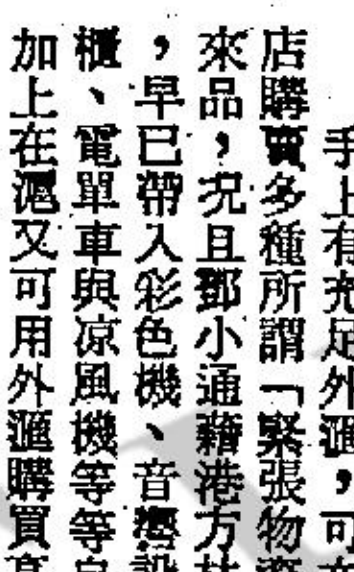 手上有充足外匯，可
店購賣多種所謂「緊張物資
來品，況且鄧小通藉港方
，早已帶入彩色機、音響設
櫃、電單車與凉風機等等
加上在滬又可用外滙購買